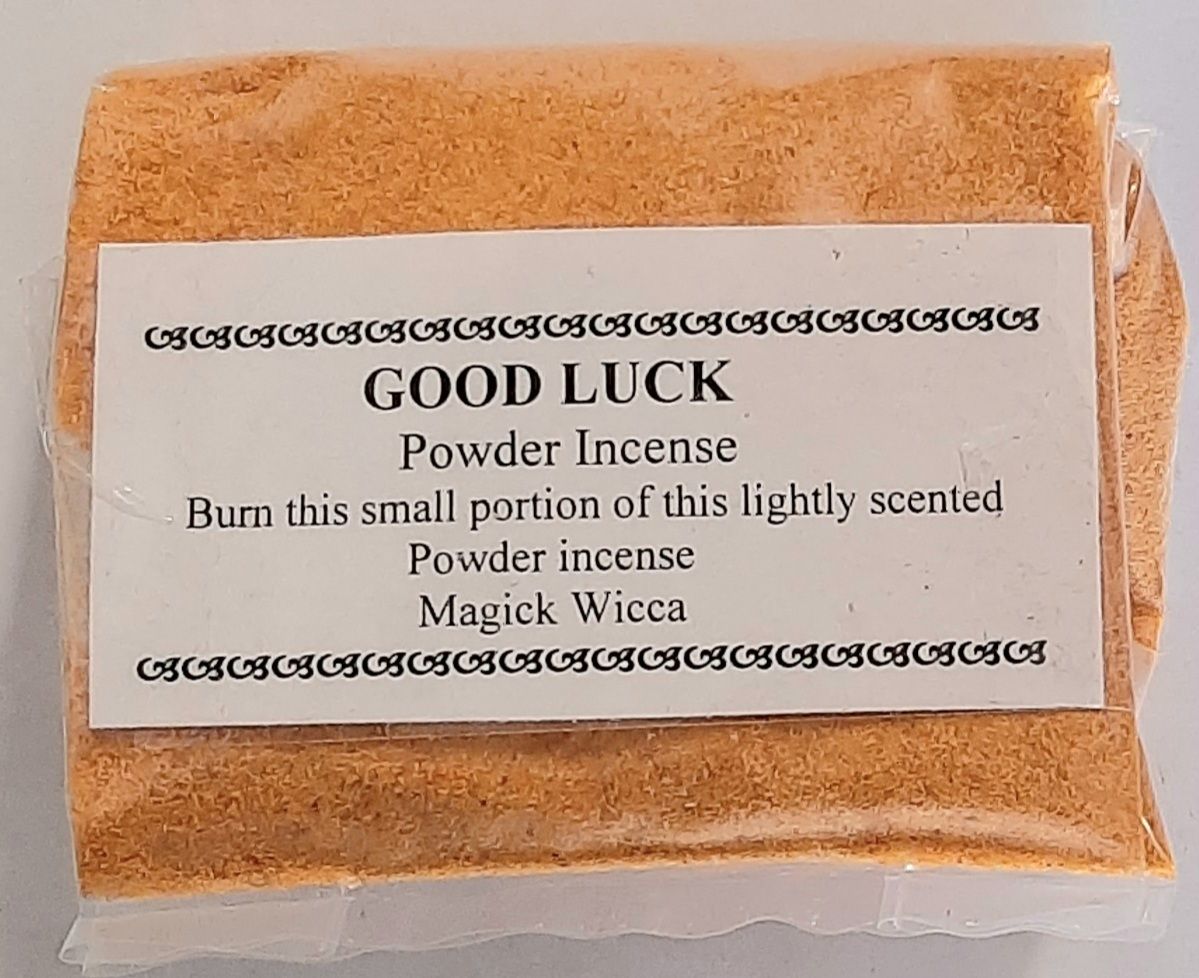 GOOD LUCK
Powder Incense
Burn this small portion of this lightly scented
Powder incense
Magick Wicca